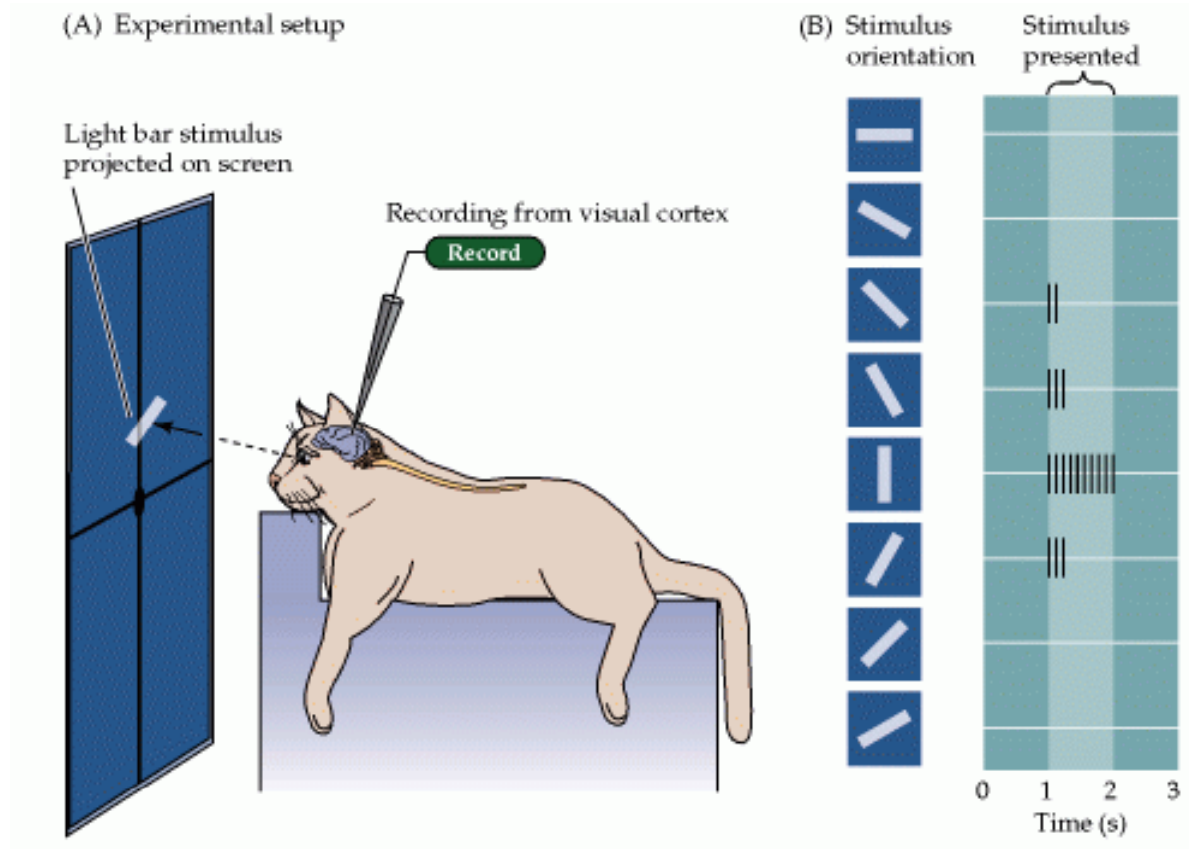 (A) Experimental setup
Light bar stimulus
projected on screen
Recording from visual cortex
Record
(B) Stimulus
orientation
Stimulus
presented
0 1 2 3
Time (s)